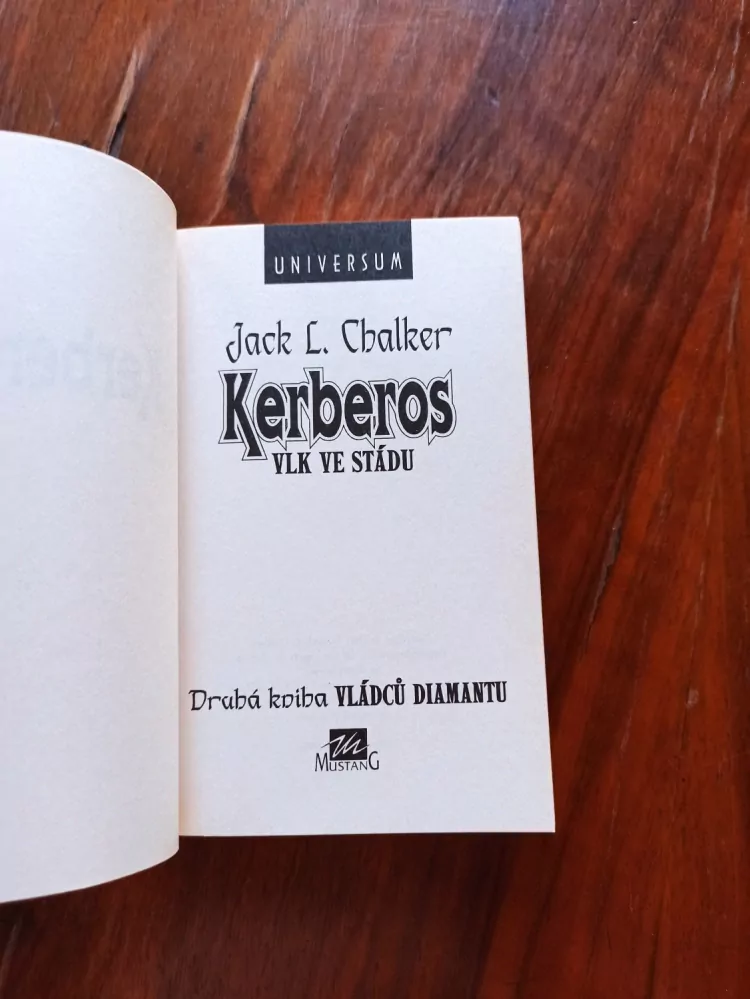 UNIVERSUM
Jack L. Chalker
Kerberos
VLK VE STÁDU
Druhá kniha VLÁDCŮ DIAMANTU
MUSTANG